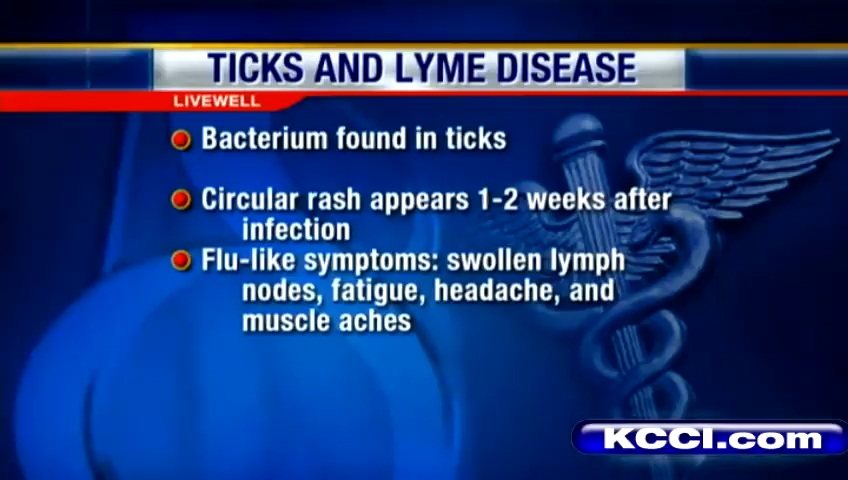 TICKS AND LYME DISEASE
LIVEWELL
Bacterium found in ticks
Circular rash appears 1-2 weeks after
infection
Flu-like symptoms: swollen lymph
nodes, fatigue, headache, and
muscle aches
KCCI.com